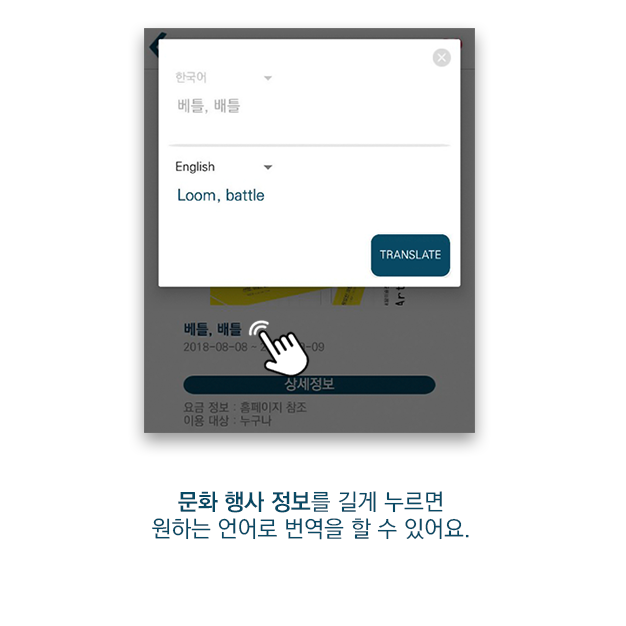 한국어
베틀, 배틀
English
Loom, battle
TRANSLATE
Art
베틀, 배틀
2018-08-08 - 2 -09
상세정보
요금 정보 : 홈페이지 참조
이용 대상 : 누구나
문화 행사 정보를 길게 누르면
원하는 언어로 번역을 할 수 있어요.